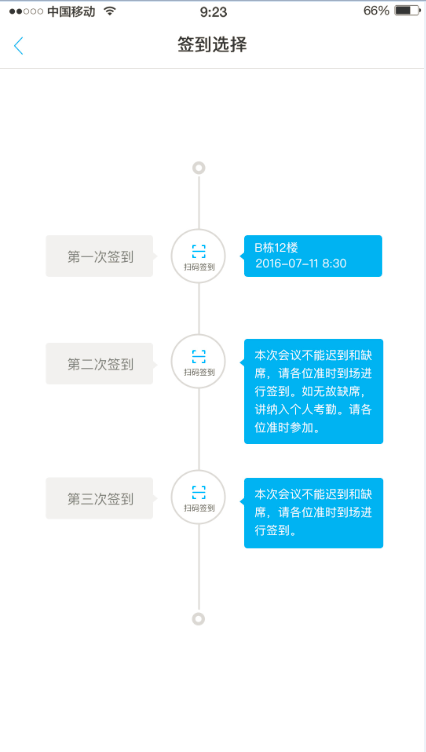 中国移动 9:23 66%
签到选择
第一次签到
扫码签到
B栋12楼
2016-07-11 8:30
第二次签到
扫码签到
本次会议不能迟到和缺
席，请各位准时到场进
行签到。如无故缺席，
讲纳入个人考勤。请各
位准时参加。
第三次签到
扫码签到
本次会议不能迟到和缺
席，请各位准时到场进
行签到。